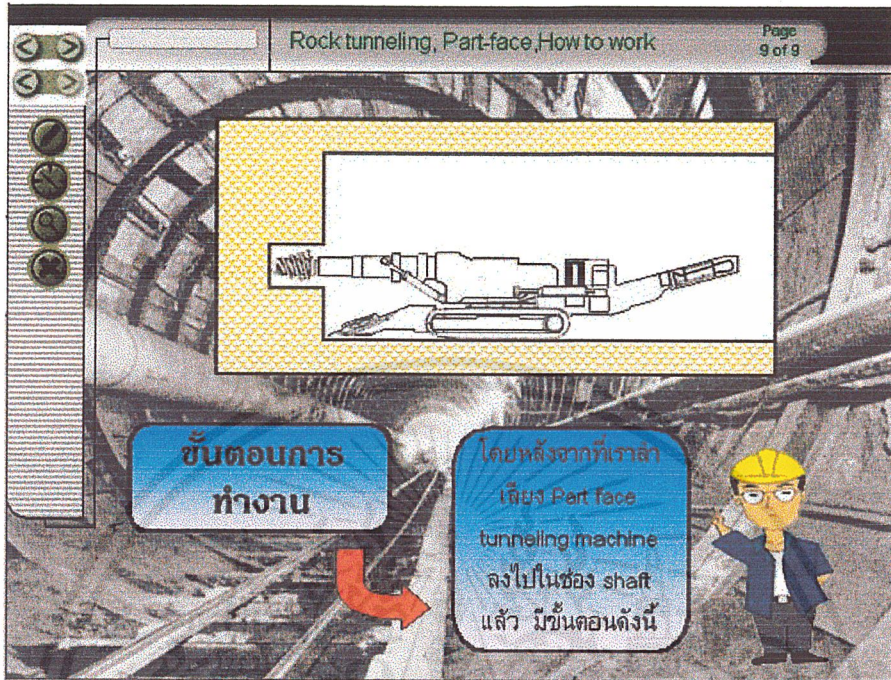 Rock tunneling, Part-face,How to work
Page
9 of 9
ขั้นตอนการ
ทำงาน
โดยหลังจากที่เราลำ
เลียง Part face
tunneling machine
ลงไปในช่อง shaft
แล้ว มีขั้นตอนดังนี้